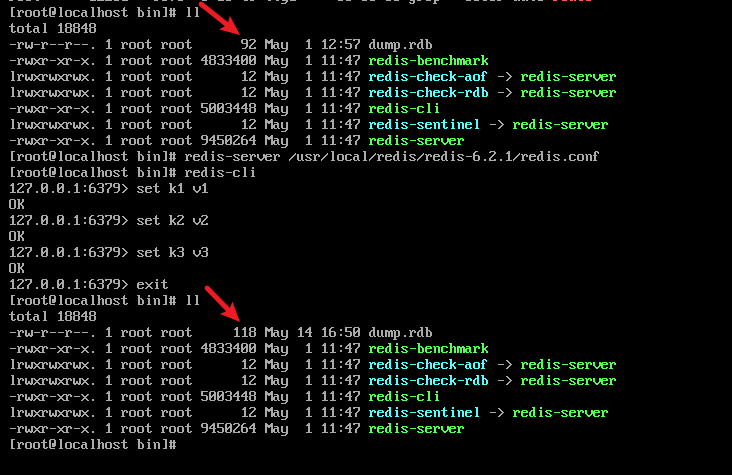 [root@localhost bin]# ll
total 18848
-rw-r--r--. 1 root root      92 May  1 12:57 dump.rdb
-rwxr-xr-x. 1 root root 4833400 May  1 11:47 redis-benchmark
lrwxrwxrwx. 1 root root      12 May  1 11:47 redis-check-aof -> redis-server
lrwxrwxrwx. 1 root root      12 May  1 11:47 redis-check-rdb -> redis-server
-rwxr-xr-x. 1 root root 5003448 May  1 11:47 redis-cli
lrwxrwxrwx. 1 root root      12 May  1 11:47 redis-sentinel -> redis-server
-rwxr-xr-x. 1 root root 9450264 May  1 11:47 redis-server
[root@localhost bin]# redis-server /usr/local/redis/redis-6.2.1/redis.conf
[root@localhost bin]# redis-cli
127.0.0.1:6379> set k1 v1
OK
127.0.0.1:6379> set k2 v2
OK
127.0.0.1:6379> set k3 v3
OK
127.0.0.1:6379> exit
[root@localhost bin]# ll
total 18848
-rw-r--r--. 1 root root     118 May 14 16:50 dump.rdb
-rwxr-xr-x. 1 root root 4833400 May  1 11:47 redis-benchmark
lrwxrwxrwx. 1 root root      12 May  1 11:47 redis-check-aof -> redis-server
lrwxrwxrwx. 1 root root      12 May  1 11:47 redis-check-rdb -> redis-server
-rwxr-xr-x. 1 root root 5003448 May  1 11:47 redis-cli
lrwxrwxrwx. 1 root root      12 May  1 11:47 redis-sentinel -> redis-server
-rwxr-xr-x. 1 root root 9450264 May  1 11:47 redis-server
[root@localhost bin]#